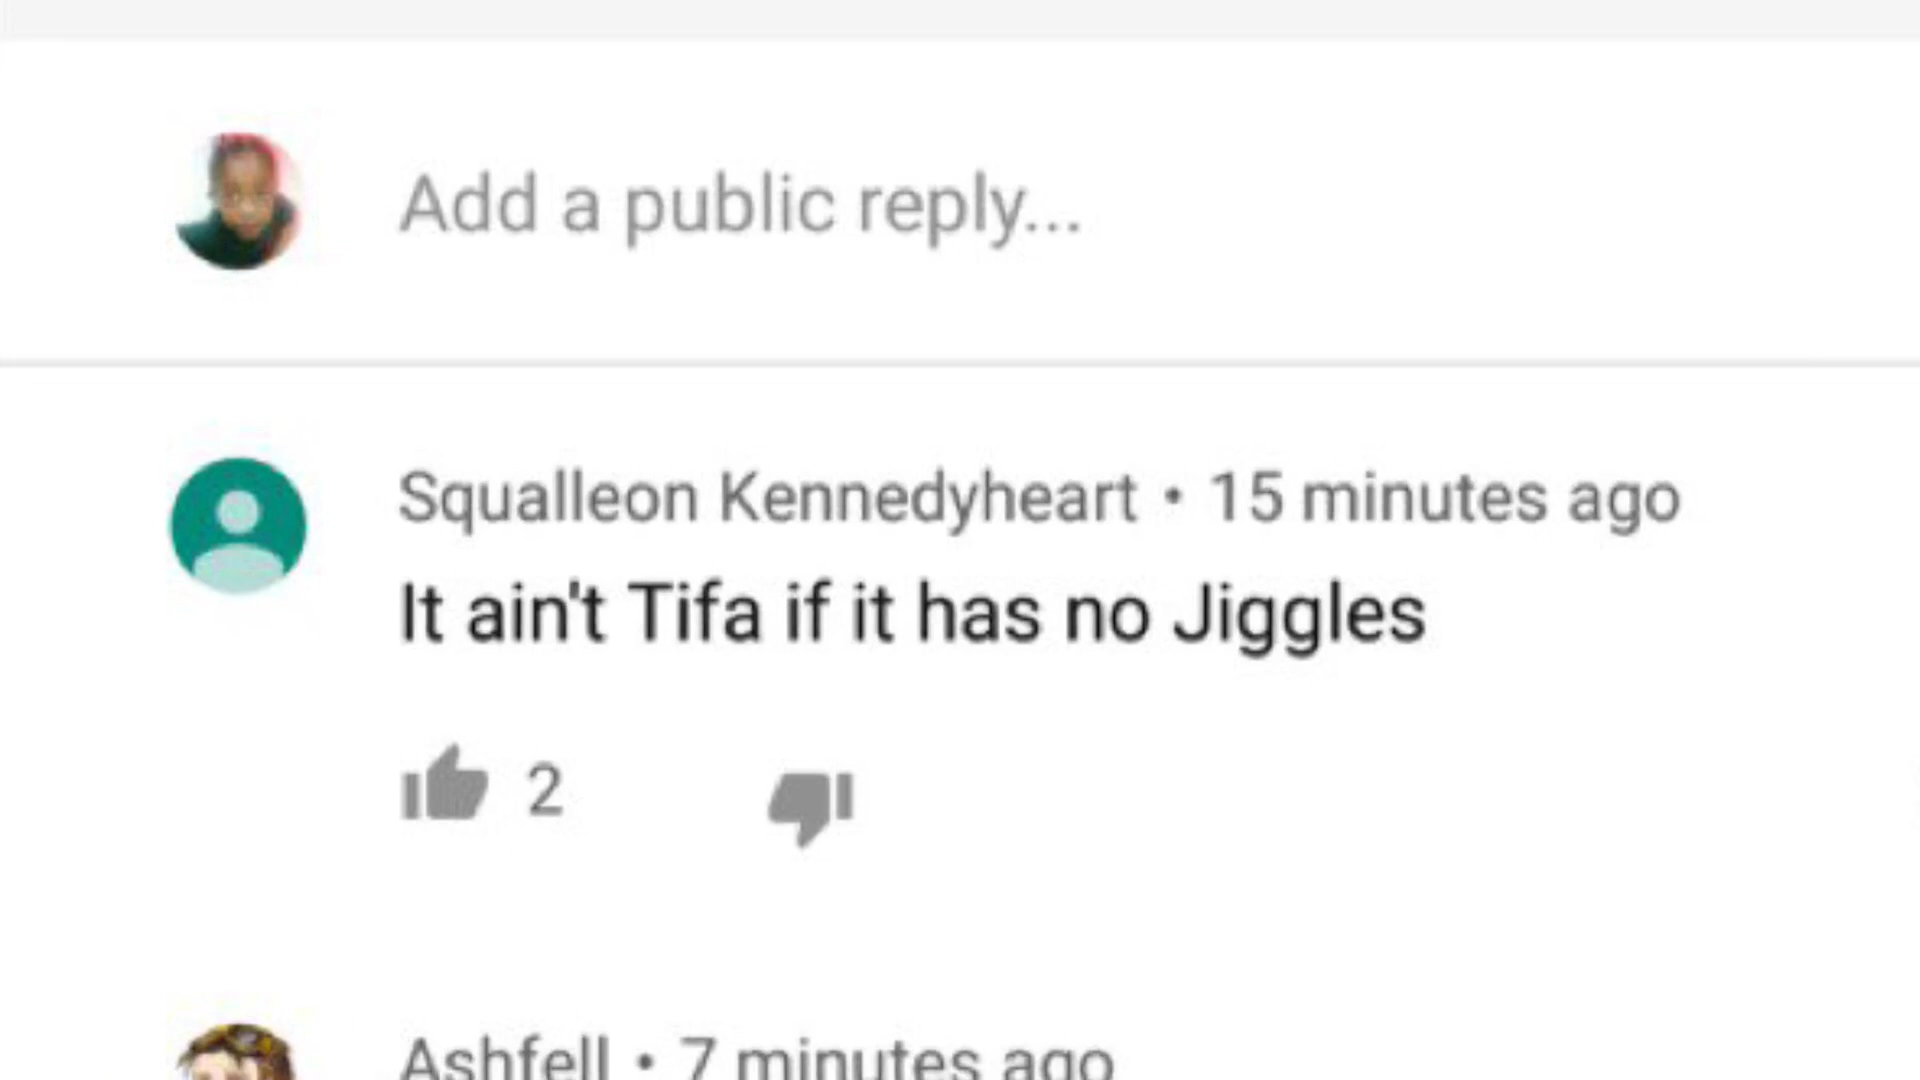 Add a public reply...
Squalleon Kennedyheart • 15 minutes ago
It ain't Tifa if it has no Jiggles
2
Ashfell • 7 minutes ago